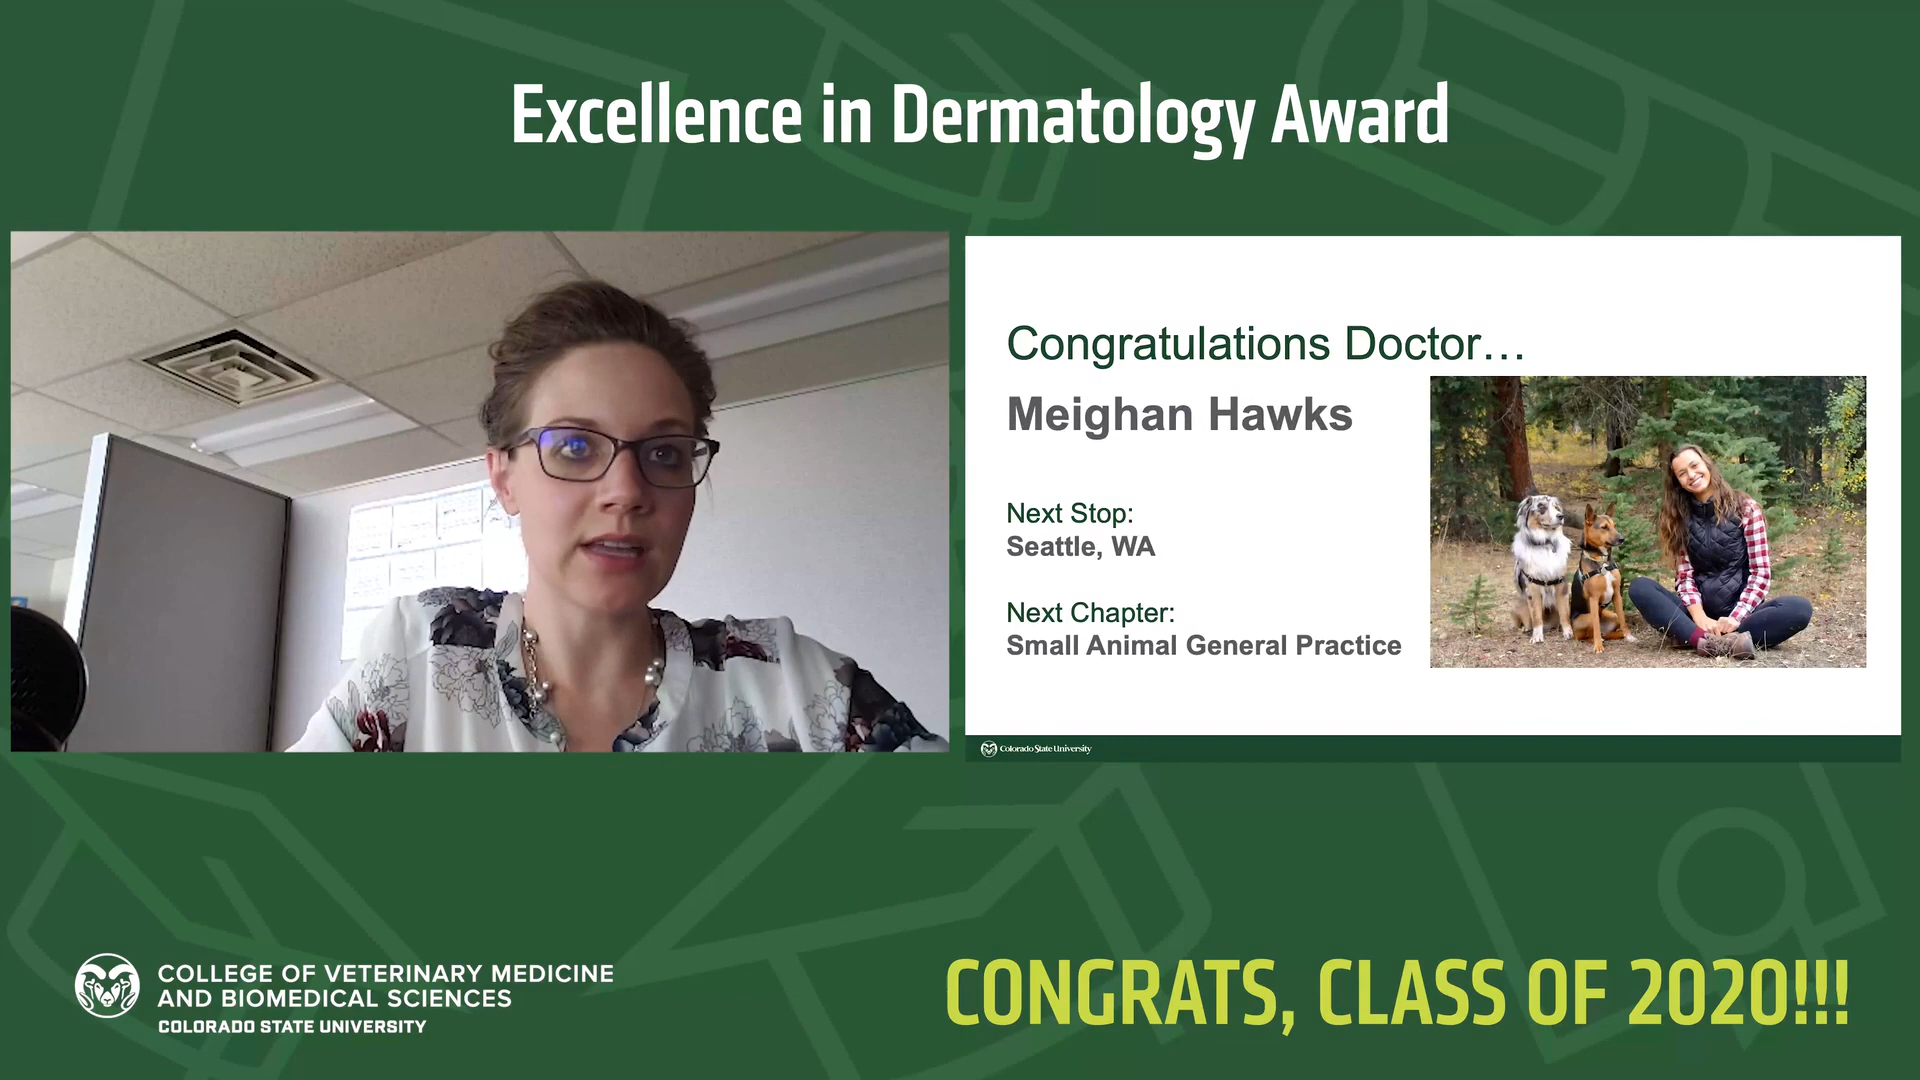 Excellence in Dermatology Award
Congratulations Doctor...
Meighan Hawks
Next Stop:
Seattle, WA
Next Chapter:
Small Animal General Practice
Colorado State University
COLLEGE OF VETERINARY MEDICINE
AND BIOMEDICAL SCIENCES
COLORADO STATE UNIVERSITY
CONGRATS, CLASS OF 2020!!!